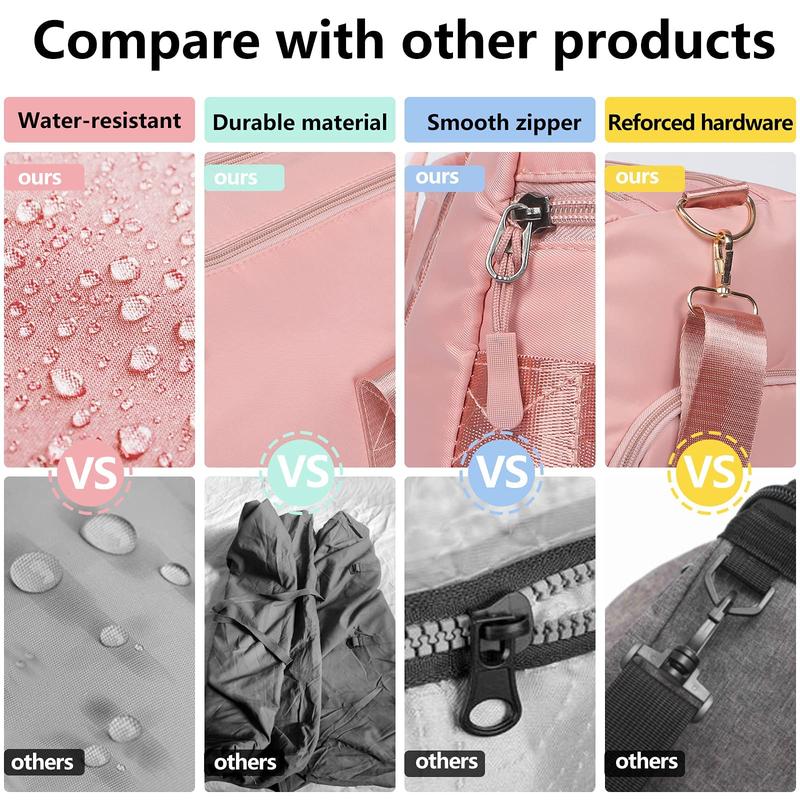 Compare with other products
Water-resistant
Durable material
Smooth zipper
Reforced hardware
ours
ours
ours
ours
VS
VS
VS
VS
others
others
others
others